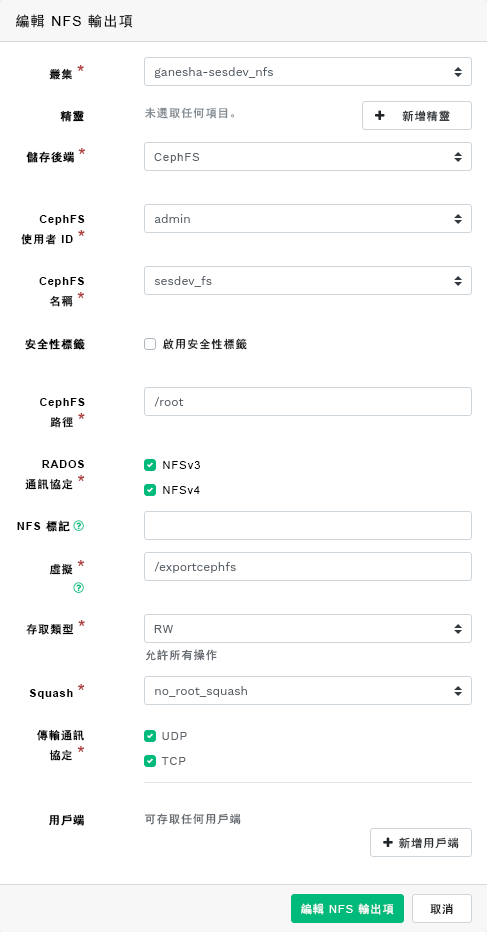 編輯 NFS 輸出項
叢集 *
ganesha-sesdev_nfs
精靈
未選取任何項目。
新增精靈
儲存後端 *
CephFS
CephFS
使用者 ID *
admin
CephFS
名稱 *
sesdev_fs
安全性標籤
啟用安全性標籤
CephFS
路徑 *
/root
RADOS
通訊協定 *
NFSv3
NFSv4
NFS 標記 ?
虛擬 *
?
/exportcephfs
存取類型 *
RW
允許所有操作
Squash *
no_root_squash
傳輸通訊
協定 *
UDP
TCP
用戶端
可存取任何用戶端
新增用戶端
編輯 NFS 輸出項
取消